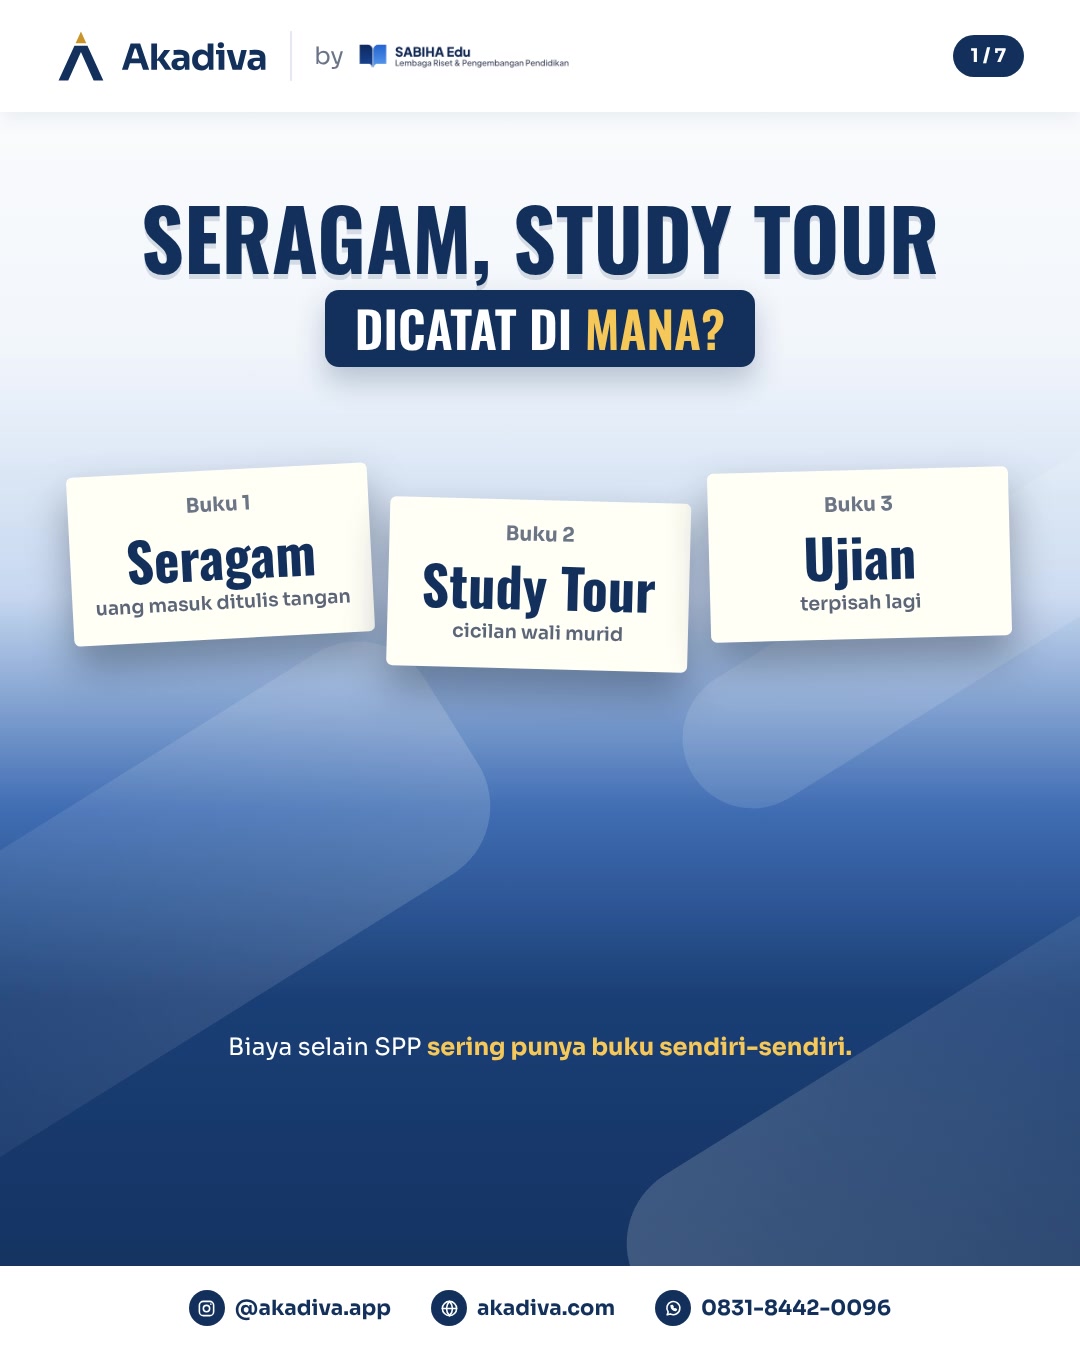 Akadiva
by
SABIHA Edu
Lembaga Riset & Pengembangan Pendidikan
1 / 7
SERAGAM, STUDY TOUR
DICATAT DI MANA?
Buku 1
Seragam
uang masuk ditulis tangan
Buku 2
Study Tour
cicilan wali murid
Buku 3
Ujian
terpisah lagi
Biaya selain SPP sering punya buku sendiri-sendiri.
@akadiva.app
akadiva.com
0831-8442-0096